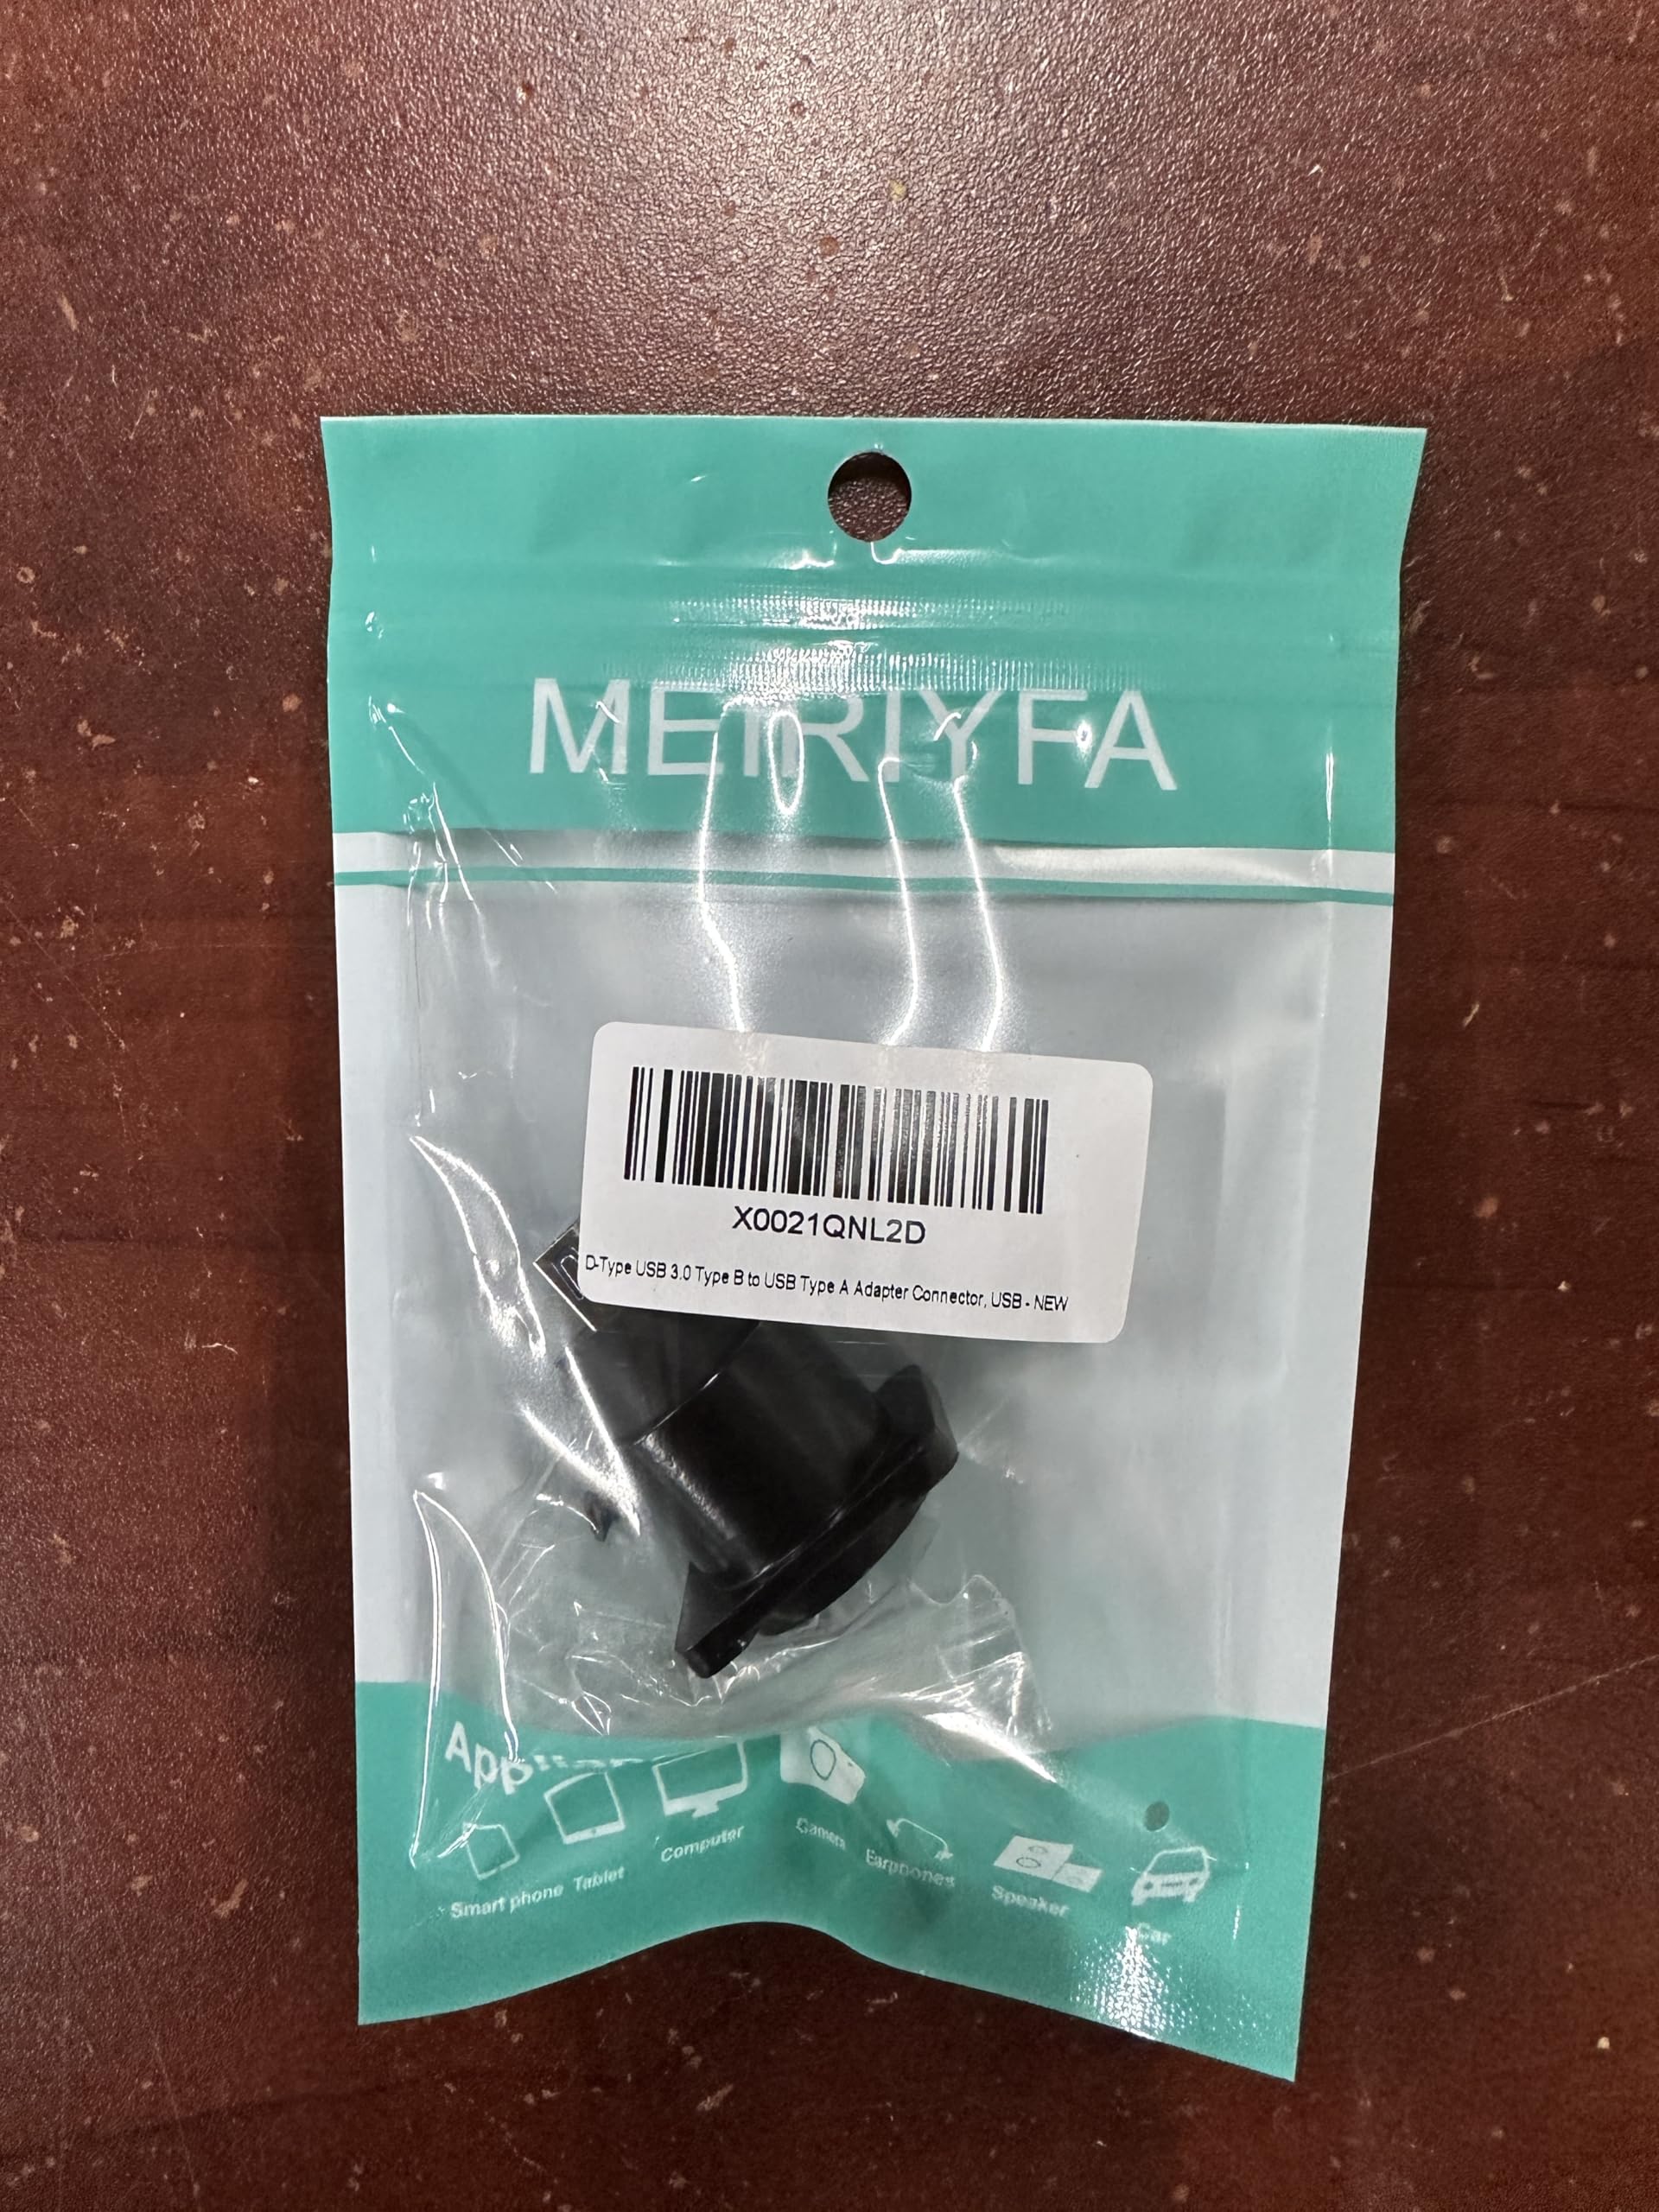 MEIRIYFA
X0021QNL2D
D-Type USB 3.0 Type B to USB Type A Adapter Connector, USB - NEW
Smart phone Tablet Computer Camera Earphones Speaker Car